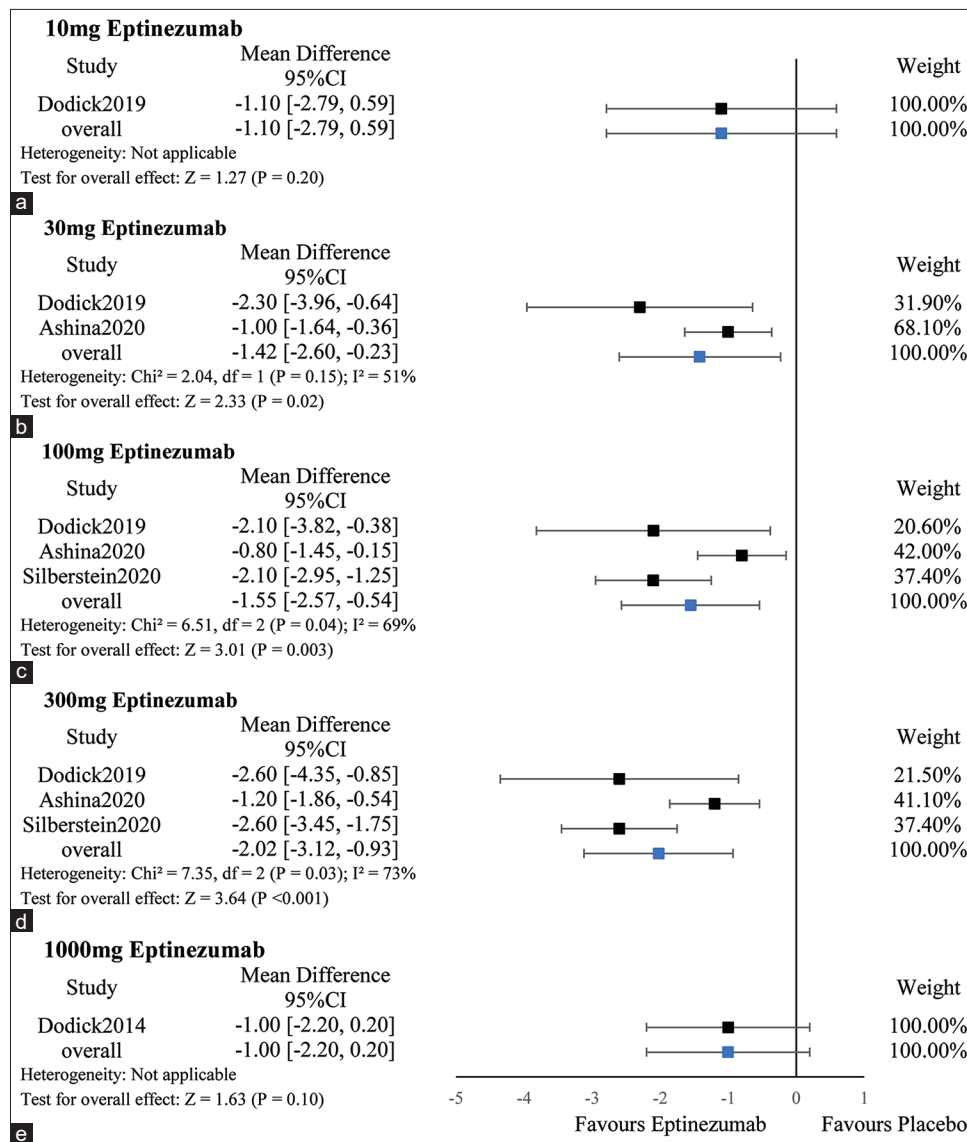 10mg Eptinezumab
Study Mean Difference 95%CI Weight
Dodick2019 -1.10 [-2.79, 0.59] 100.00%
overall -1.10 [-2.79, 0.59] 100.00%
Heterogeneity: Not applicable
Test for overall effect: Z = 1.27 (P = 0.20)
a
30mg Eptinezumab
Study Mean Difference 95%CI Weight
Dodick2019 -2.30 [-3.96, -0.64] 31.90%
Ashina2020 -1.00 [-1.64, -0.36] 68.10%
overall -1.42 [-2.60, -0.23] 100.00%
Heterogeneity: Chi² = 2.04, df = 1 (P = 0.15); I² = 51%
Test for overall effect: Z = 2.33 (P = 0.02)
b
100mg Eptinezumab
Study Mean Difference 95%CI Weight
Dodick2019 -2.10 [-3.82, -0.38] 20.60%
Ashina2020 -0.80 [-1.45, -0.15] 42.00%
Silberstein2020 -2.10 [-2.95, -1.25] 37.40%
overall -1.55 [-2.57, -0.54] 100.00%
Heterogeneity: Chi² = 6.51, df = 2 (P = 0.04); I² = 69%
Test for overall effect: Z = 3.01 (P = 0.003)
c
300mg Eptinezumab
Study Mean Difference 95%CI Weight
Dodick2019 -2.60 [-4.35, -0.85] 21.50%
Ashina2020 -1.20 [-1.86, -0.54] 41.10%
Silberstein2020 -2.60 [-3.45, -1.75] 37.40%
overall -2.02 [-3.12, -0.93] 100.00%
Heterogeneity: Chi² = 7.35, df = 2 (P = 0.03); I² = 73%
Test for overall effect: Z = 3.64 (P <0.001)
d
1000mg Eptinezumab
Study Mean Difference 95%CI Weight
Dodick2014 -1.00 [-2.20, 0.20] 100.00%
overall -1.00 [-2.20, 0.20] 100.00%
Heterogeneity: Not applicable
Test for overall effect: Z = 1.63 (P = 0.10)
-5 -4 -3 -2 -1 0 1
Favours Eptinezumab Favours Placebo
e